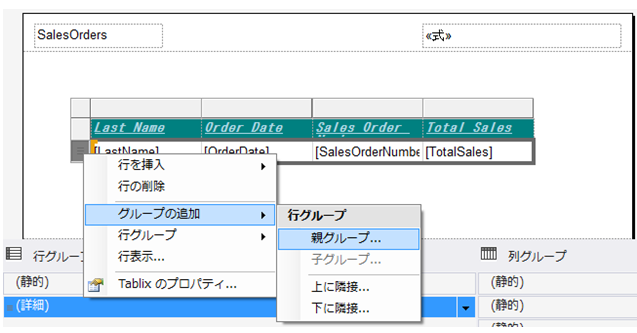 SalesOrders
«式»
Last Name Order Date Sales Order Total Sales
[LastName] [OrderDate] [SalesOrderNumbe [TotalSales]
行を挿入
行の削除
グループの追加
行グループ
行表示...
Tablix のプロパティ...
行グループ
親グループ...
子グループ...
上に隣接...
下に隣接...
行グルー
列グループ
(静的) (静的)
(詳細) (静的)